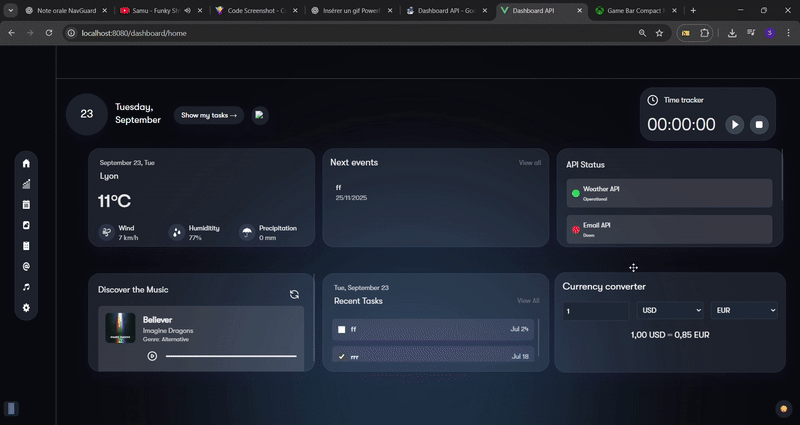 Note orale NavGuard
Samu - Funky Sh
Code Screenshot - C
Insérer un gif Powerf
Dashboard API - Goo
Dashboard API
Game Bar Compact M
localhost:8080/dashboard/home
S
23
Tuesday,
September
Show my tasks →
Time tracker
00:00:00
September 23, Tue
Lyon
11°C
Wind
7 km/h
Humiditity
77%
Precipitation
0 mm
Next events
View all
ff
25/11/2025
API Status
Weather API
Operational
Email API
Down
Discover the Music
Believer
Imagine Dragons
Genre: Alternative
Tue, September 23
Recent Tasks
View All
ff
Jul 24
rrr
Jul 18
Currency converter
1
USD
EUR
1,00 USD = 0,85 EUR